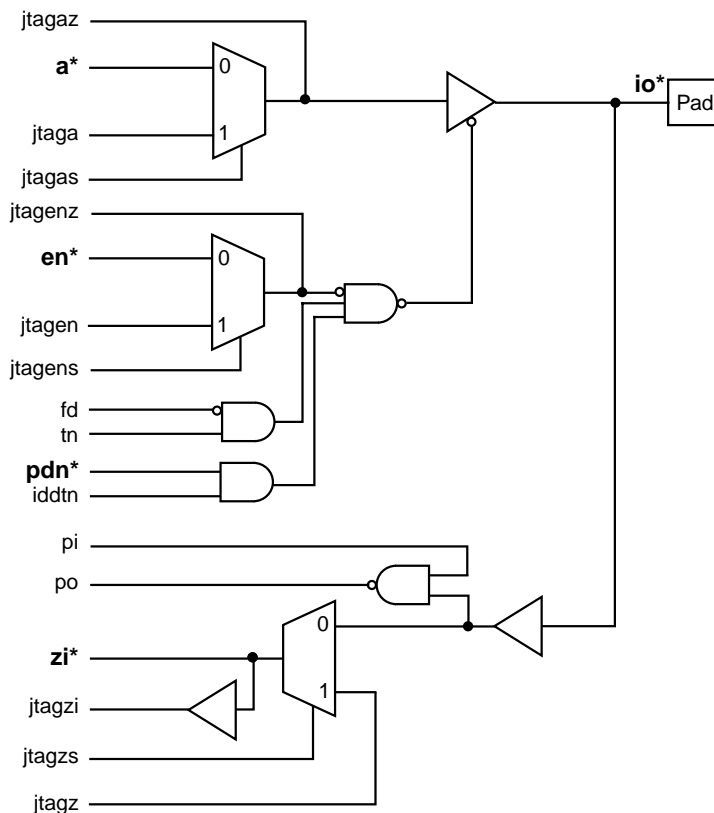 jtagaz
a*
0
io*
Pad
jtaga
1
jtagas
jtagenz
en*
0
jtagen
1
jtagens
fd
tn
pdn*
iddtn
pi
po
0
zi*
1
jtagzi
jtagzs
jtagz